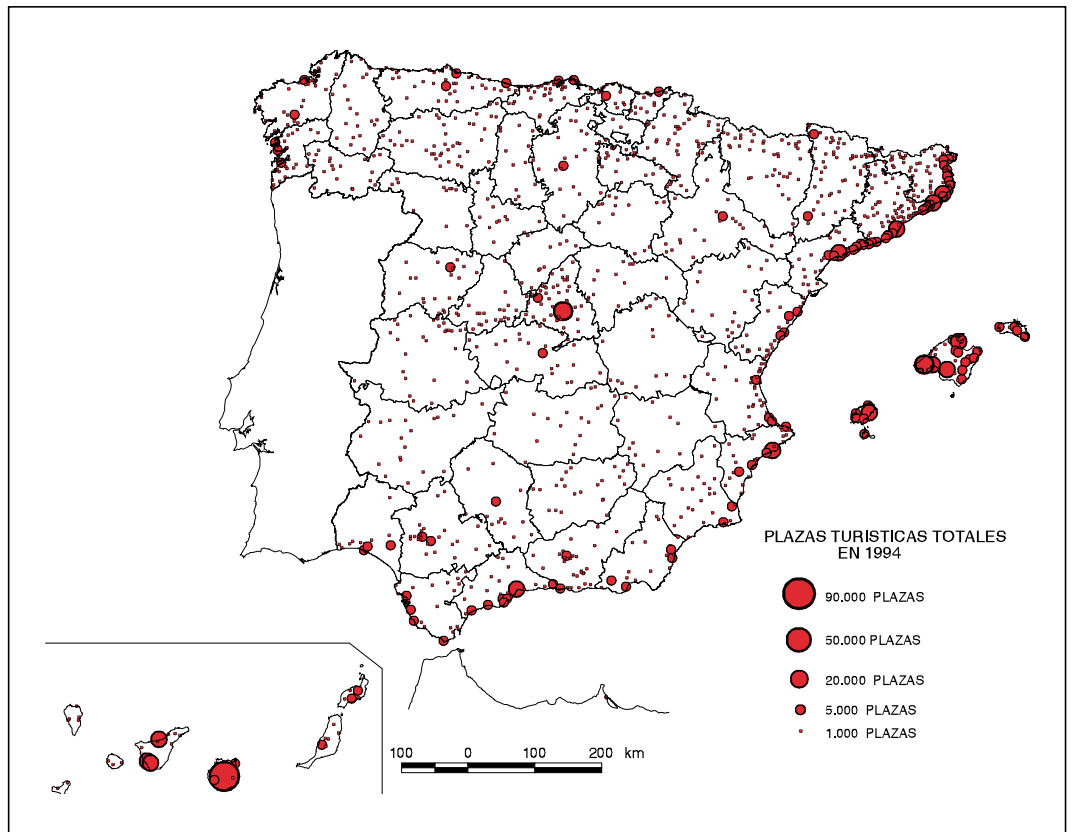 PLAZAS TURISTICAS TOTALES
EN 1994
90.000 PLAZAS
50.000 PLAZAS
20.000 PLAZAS
5.000 PLAZAS
1.000 PLAZAS
100 0 100 200 km